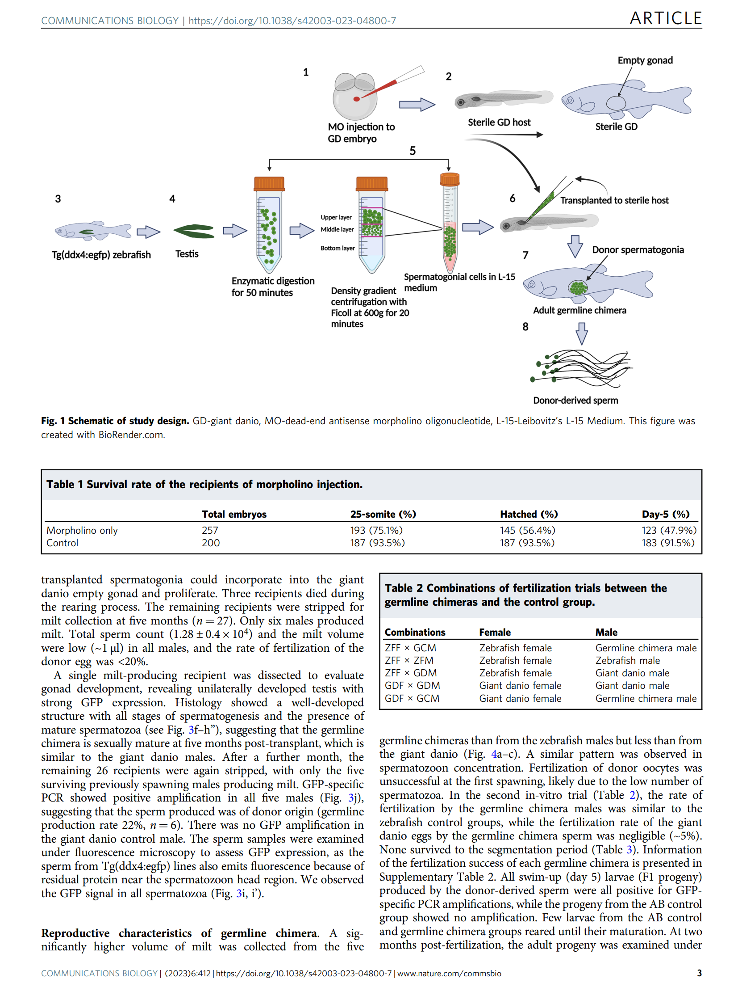 COMMUNICATIONS BIOLOGY | https://doi.org/10.1038/s42003-023-04800-7
ARTICLE
Empty gonad
1
2
MO injection to
GD embryo
Sterile GD host
Sterile GD
5
3
4
6
Transplanted to sterile host
Upper layer
Middle layer
Bottom layer
Tg(ddx4:egfp) zebrafish
Testis
Enzymatic digestion
for 50 minutes
Density gradient
centrifugation with
Ficoll at 600g for 20
minutes
Spermatogonial cells in L-15
medium
7
Donor spermatogonia
Adult germline chimera
8
Donor-derived sperm
Fig. 1 Schematic of study design. GD-giant danio, MO-dead-end antisense morpholino oligonucleotide, L-15-Leibovitz's L-15 Medium. This figure was
created with BioRender.com.
Table 1 Survival rate of the recipients of morpholino injection.
Total embryos 25-somite (%) Hatched (%) Day-5 (%)
Morpholino only 257 193 (75.1%) 145 (56.4%) 123 (47.9%)
Control 200 187 (93.5%) 187 (93.5%) 183 (91.5%)
transplanted spermatogonia could incorporate into the giant
danio empty gonad and proliferate. Three recipients died during
the rearing process. The remaining recipients were stripped for
milt collection at five months (n = 27). Only six males produced
milt. Total sperm count (1.28 ± 0.4 × 10⁴) and the milt volume
were low (~1 μl) in all males, and the rate of fertilization of the
donor egg was <20%.
A single milt-producing recipient was dissected to evaluate
gonad development, revealing unilaterally developed testis with
strong GFP expression. Histology showed a well-developed
structure with all stages of spermatogenesis and the presence of
mature spermatozoa (see Fig. 3f–h”), suggesting that the germline
chimera is sexually mature at five months post-transplant, which is
similar to the giant danio males. After a further month, the
remaining 26 recipients were again stripped, with only the five
surviving previously spawning males producing milt. GFP-specific
PCR showed positive amplification in all five males (Fig. 3j),
suggesting that the sperm produced was of donor origin (germline
production rate 22%, n = 6). There was no GFP amplification in
the giant danio control male. The sperm samples were examined
under fluorescence microscopy to assess GFP expression, as the
sperm from Tg(ddx4:egfp) lines also emits fluorescence because of
residual protein near the spermatozoon head region. We observed
the GFP signal in all spermatozoa (Fig. 3i, i’).
Reproductive characteristics of germline chimera. A sig-
nificantly higher volume of milt was collected from the five
Table 2 Combinations of fertilization trials between the
germline chimeras and the control group.
Combinations Female Male
ZFF × GCM Zebrafish female Germline chimera male
ZFF × ZFM Zebrafish female Zebrafish male
ZFF × GDM Zebrafish female Giant danio male
GDF × GDM Giant danio female Giant danio male
GDF × GCM Giant danio female Germline chimera male
germline chimeras than from the zebrafish males but less than from
the giant danio (Fig. 4a–c). A similar pattern was observed in
spermatozoon concentration. Fertilization of donor oocytes was
unsuccessful at the first spawning, likely due to the low number of
spermatozoa. In the second in-vitro trial (Table 2), the rate of
fertilization by the germline chimera males was similar to the
zebrafish control groups, while the fertilization rate of the giant
danio eggs by the germline chimera sperm was negligible (~5%).
None survived to the segmentation period (Table 3). Information
of the fertilization success of each germline chimera is presented in
Supplementary Table 2. All swim-up (day 5) larvae (F1 progeny)
produced by the donor-derived sperm were all positive for GFP-
specific PCR amplifications, while the progeny from the AB control
group showed no amplification. Few larvae from the AB control
and germline chimera groups reared until their maturation. At two
months post-fertilization, the adult progeny was examined under
COMMUNICATIONS BIOLOGY | (2023)6:412 | https://doi.org/10.1038/s42003-023-04800-7 | www.nature.com/commsbio
3